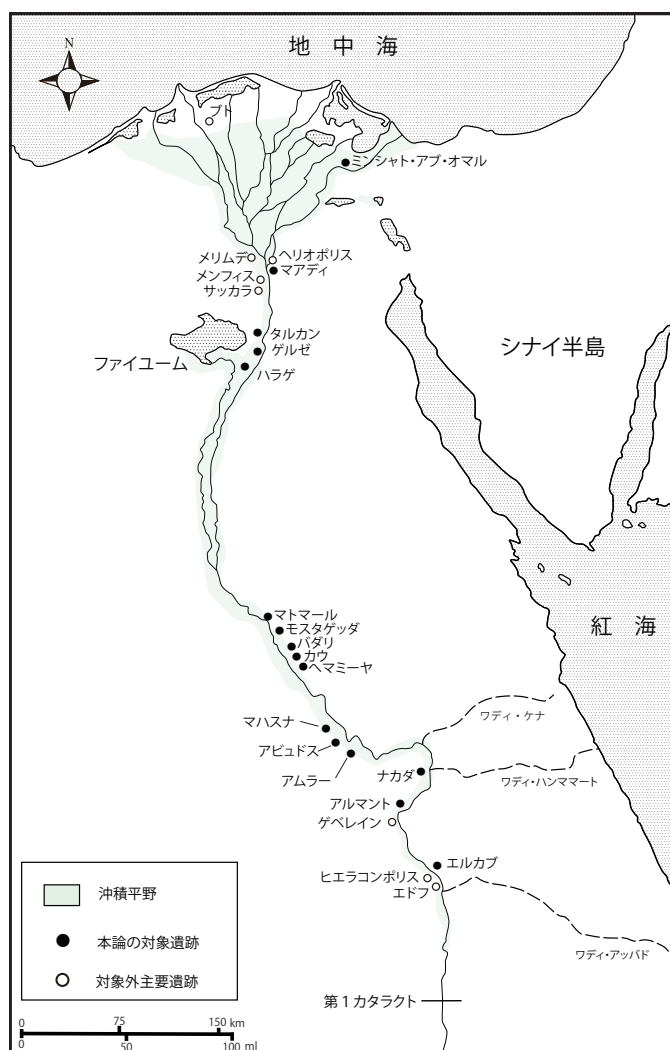 地中海
N
ブト
ミンシャト・アブ・オマル
メリムデ
ヘリオポリス
マアディ
メンフィス
サッカラ
タルカン
ゲルゼ
ファイユーム
ハラゲ
シナイ半島
マトマール
モスタゲッダ
バダリ
カウ
ヘマミーヤ
紅海
マハスナ
アビュドス
アムラー
ワディ・ケナ
ナカダ
ワディ・ハンママート
アルマント
ゲベレイン
エルカブ
ヒエラコンポリス
エドフ
ワディ・アッバド
第1カタラクト
沖積平野
本論の対象遺跡
対象外主要遺跡
0 75 150 km
0 50 100 ml